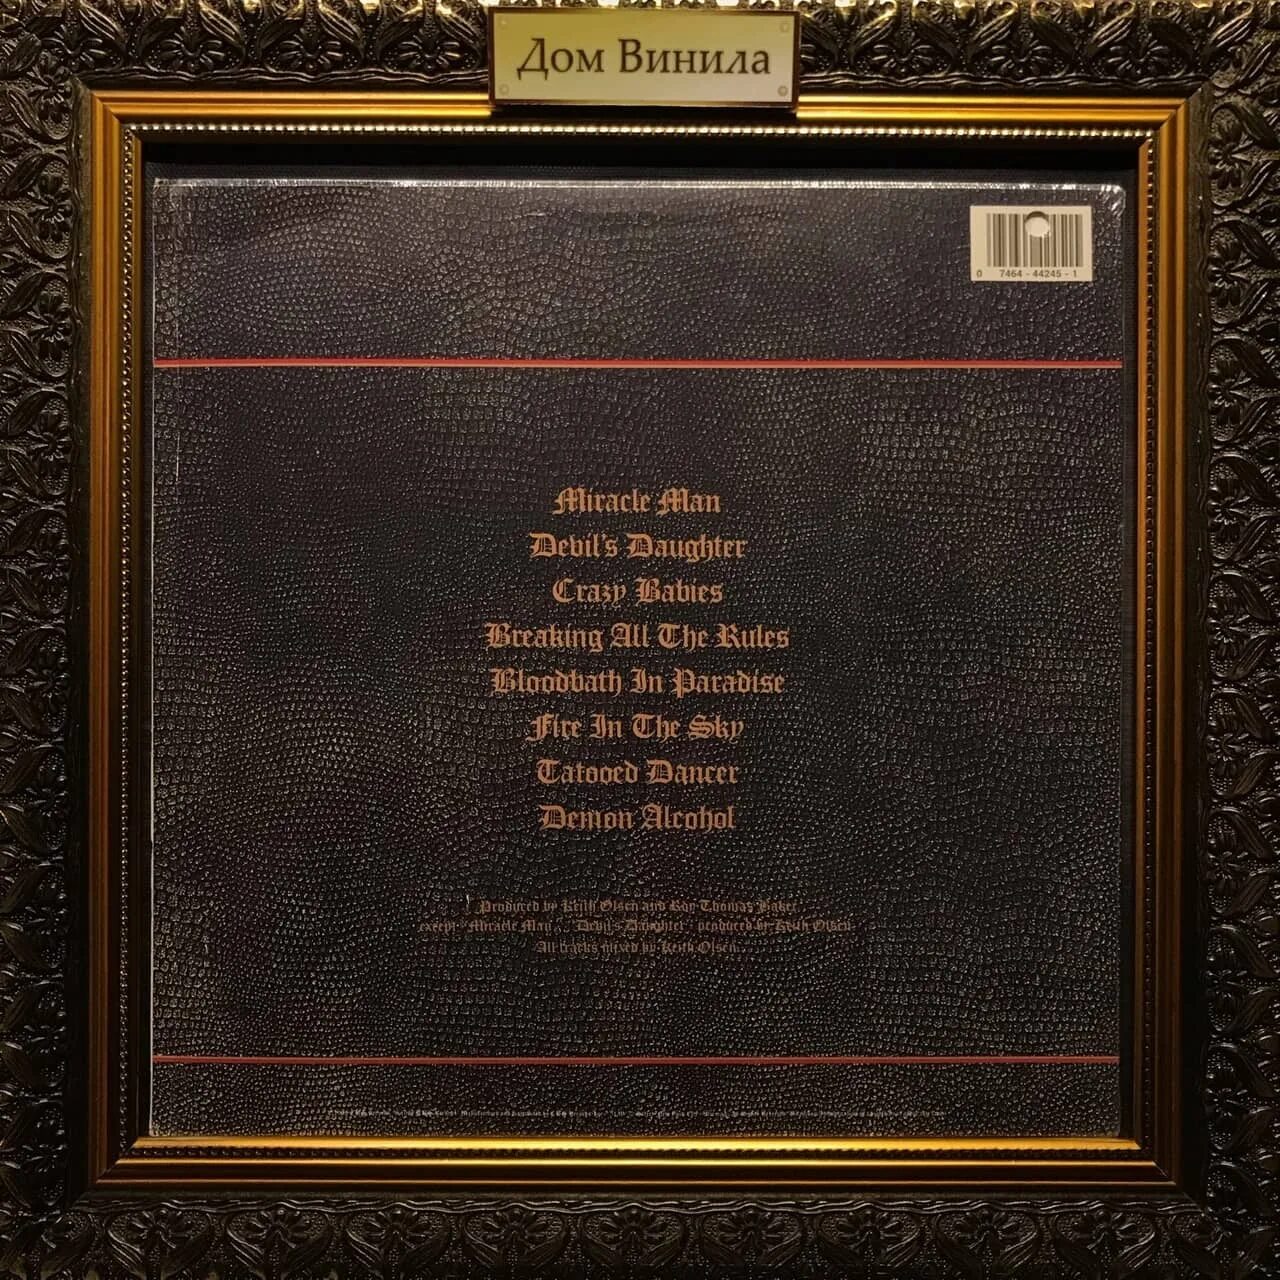 Дом Винила
0 7464 - 44245 - 1
Miracle Man
Devil's Daughter
Crazy Babies
Breaking All The Rules
Bloodbath In Paradise
Fire In The Sky
Tatooed Dancer
Demon Alcohol
Produced by Keith Olsen and Roy Thomas Baker,
except "Miracle Man", "Devil's Daughter" produced by Keith Olsen.
All tracks mixed by Keith Olsen.